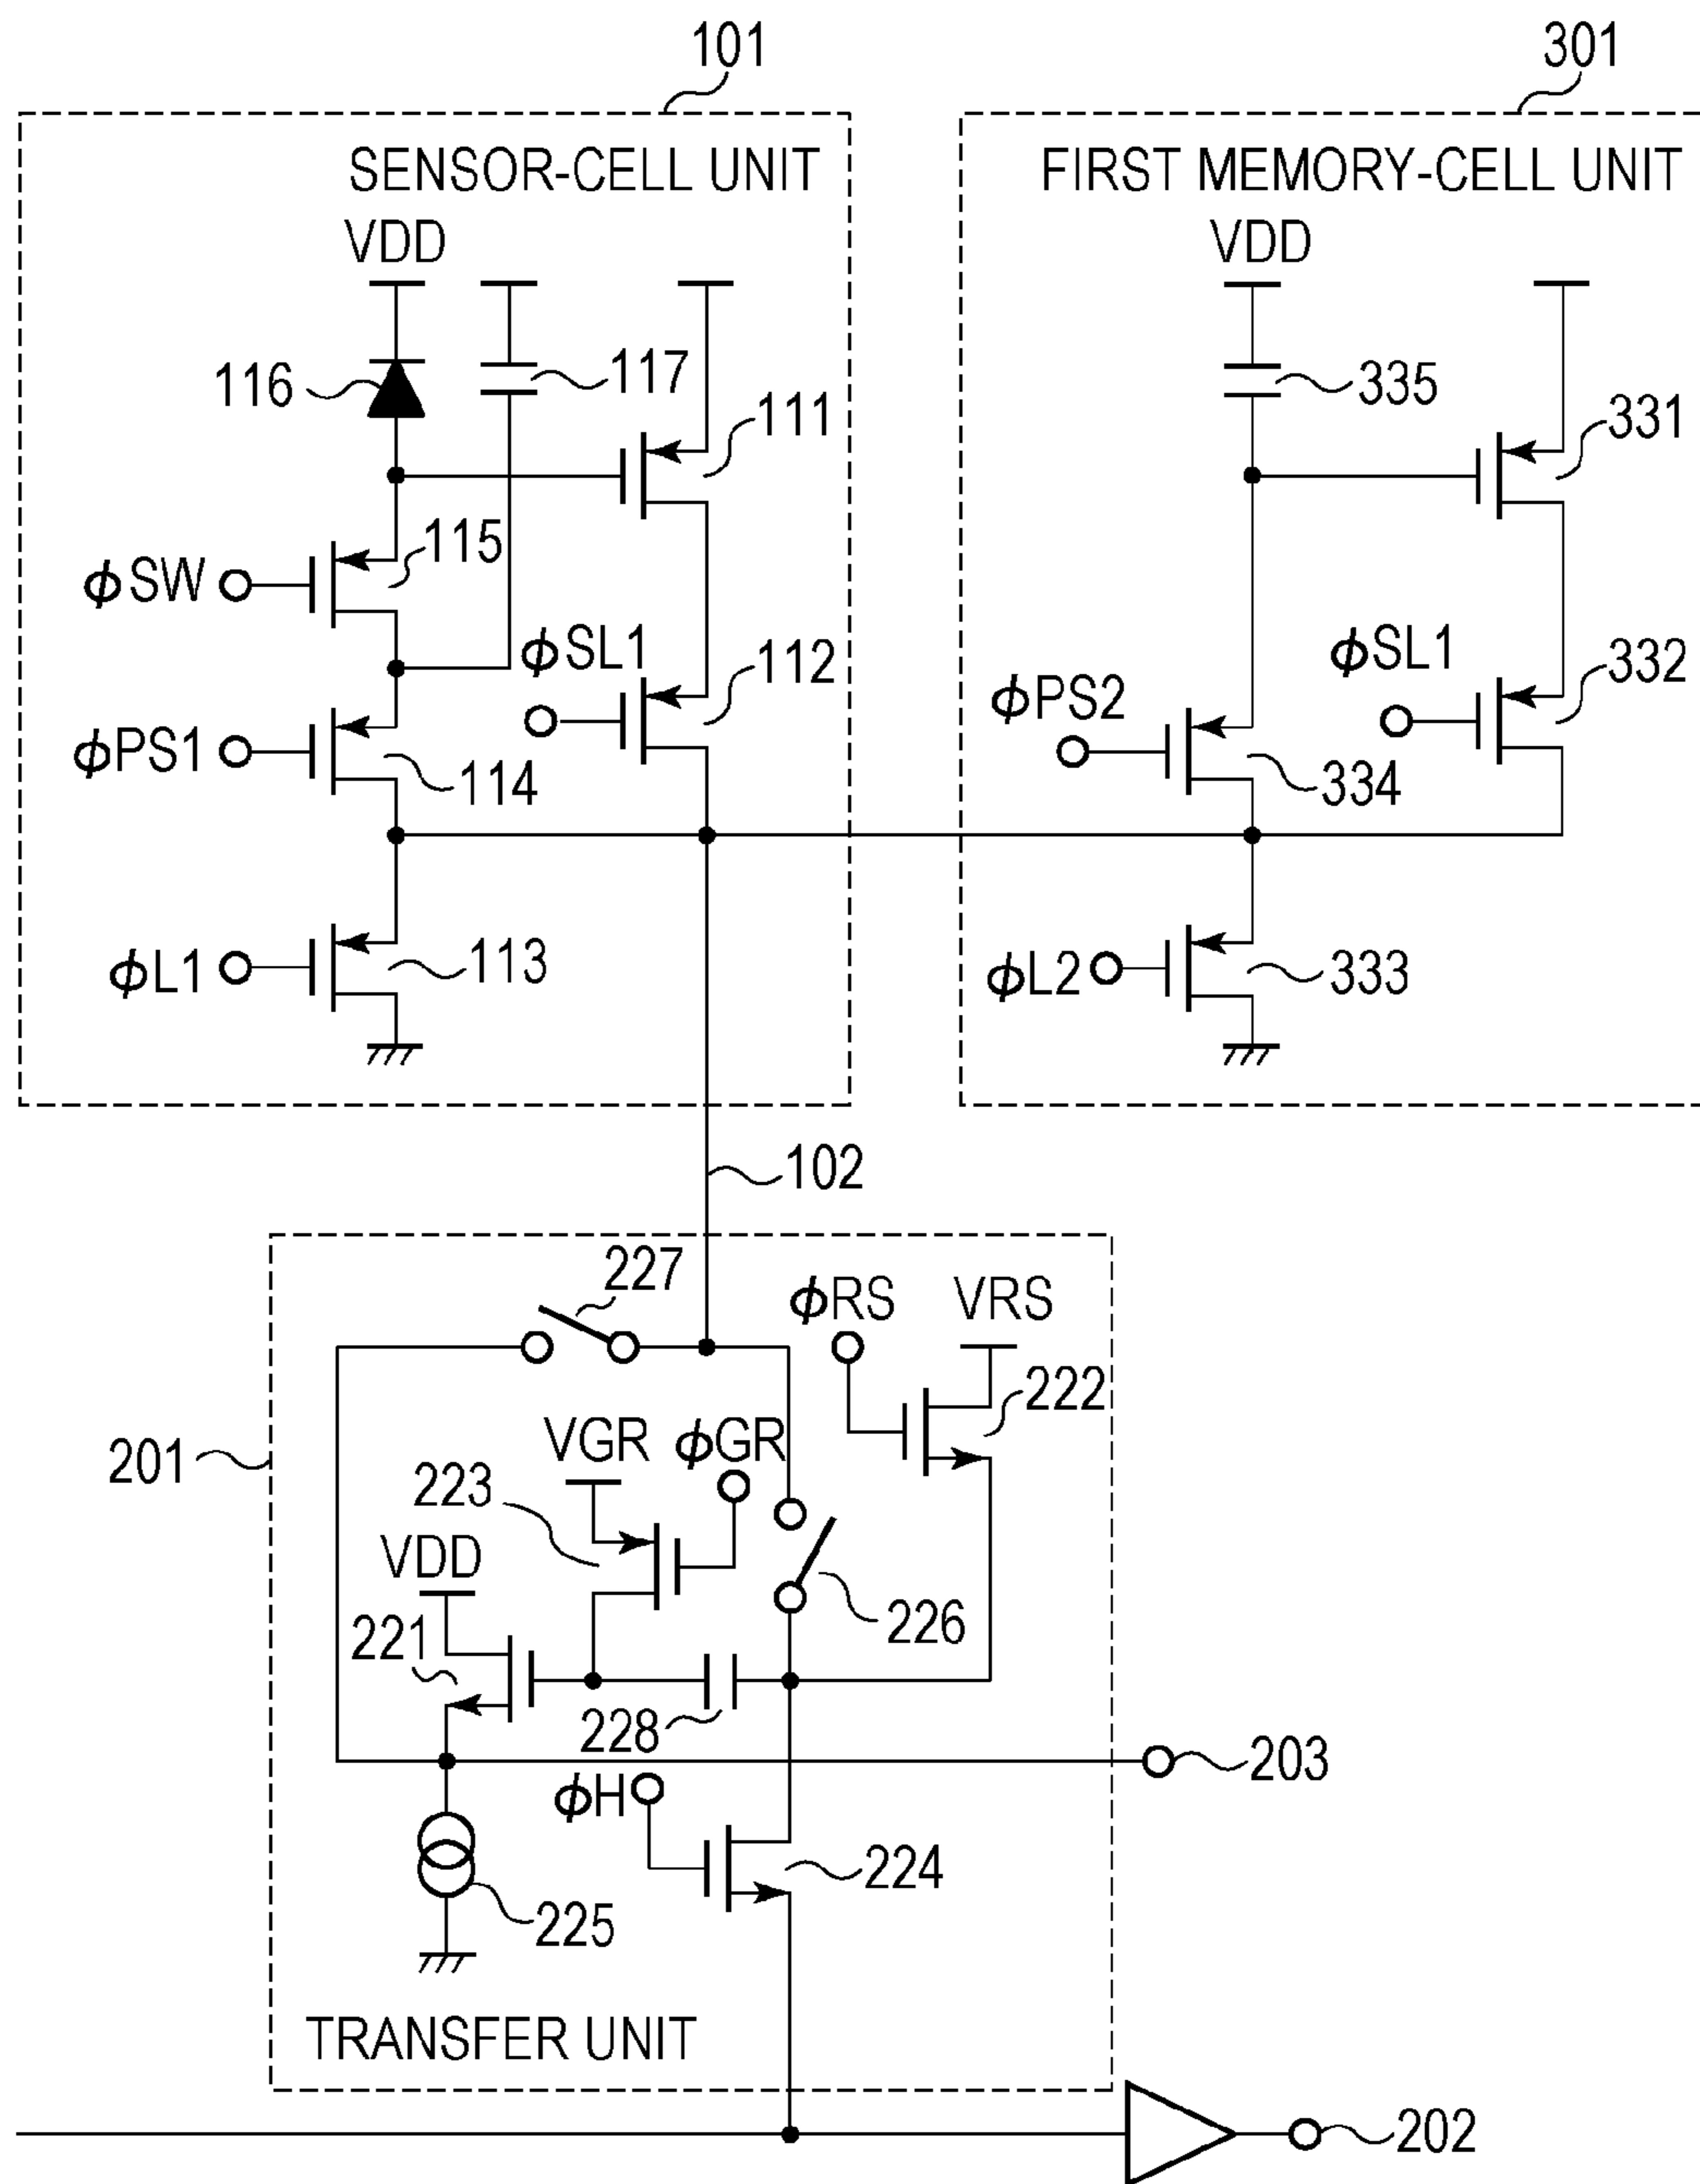 101
301
SENSOR-CELL UNIT
FIRST MEMORY-CELL UNIT
VDD
VDD
116
117
111
335
331
ϕSW
115
ϕSL1
112
ϕSL1
332
ϕPS2
ϕPS1
114
334
ϕL1
113
ϕL2
333
102
227
ϕRS
VRS
222
201
VGR
ϕGR
223
VDD
221
226
228
203
ϕH
224
225
TRANSFER UNIT
202